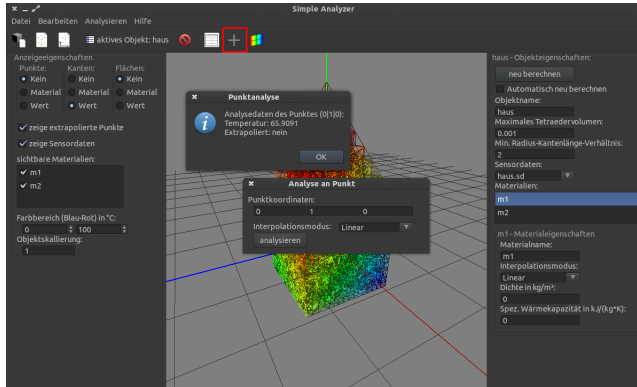 Simple Analyzer
Datei Bearbeiten Analysieren Hilfe
aktives Objekt: haus
Anzeigeeigenschaften
Punkte: Kanten: Flächen:
Kein Kein Kein
Material Material Material
Wert Wert Wert
zeige extrapolierte Punkte
zeige Sensordaten
sichtbare Materialien:
m1
m2
Farbbereich (Blau-Rot) in °C:
0 100
Objektskallierung:
1
Punktanalyse
Analysedaten des Punktes (0|1|0):
Temperatur: 65.9091
Extrapoliert: nein
OK
Analyse an Punkt
Punktkoordinaten:
0 1 0
Interpolationsmodus: Linear
analysieren
haus - Objekteigenschaften:
neu berechnen
Automatisch neu berechnen
Objektname:
haus
Maximales Tetraedervolumen:
0.001
Min. Radius-Kantenlänge-Verhältnis:
2
Sensordaten:
haus.sd
Materialien:
m1
m2
m1 - Materialeigenschaften
Materialname:
m1
Interpolationsmodus:
Linear
Dichte in kg/m³:
0
Spez. Wärmekapazität in kJ/(kg*K):
0